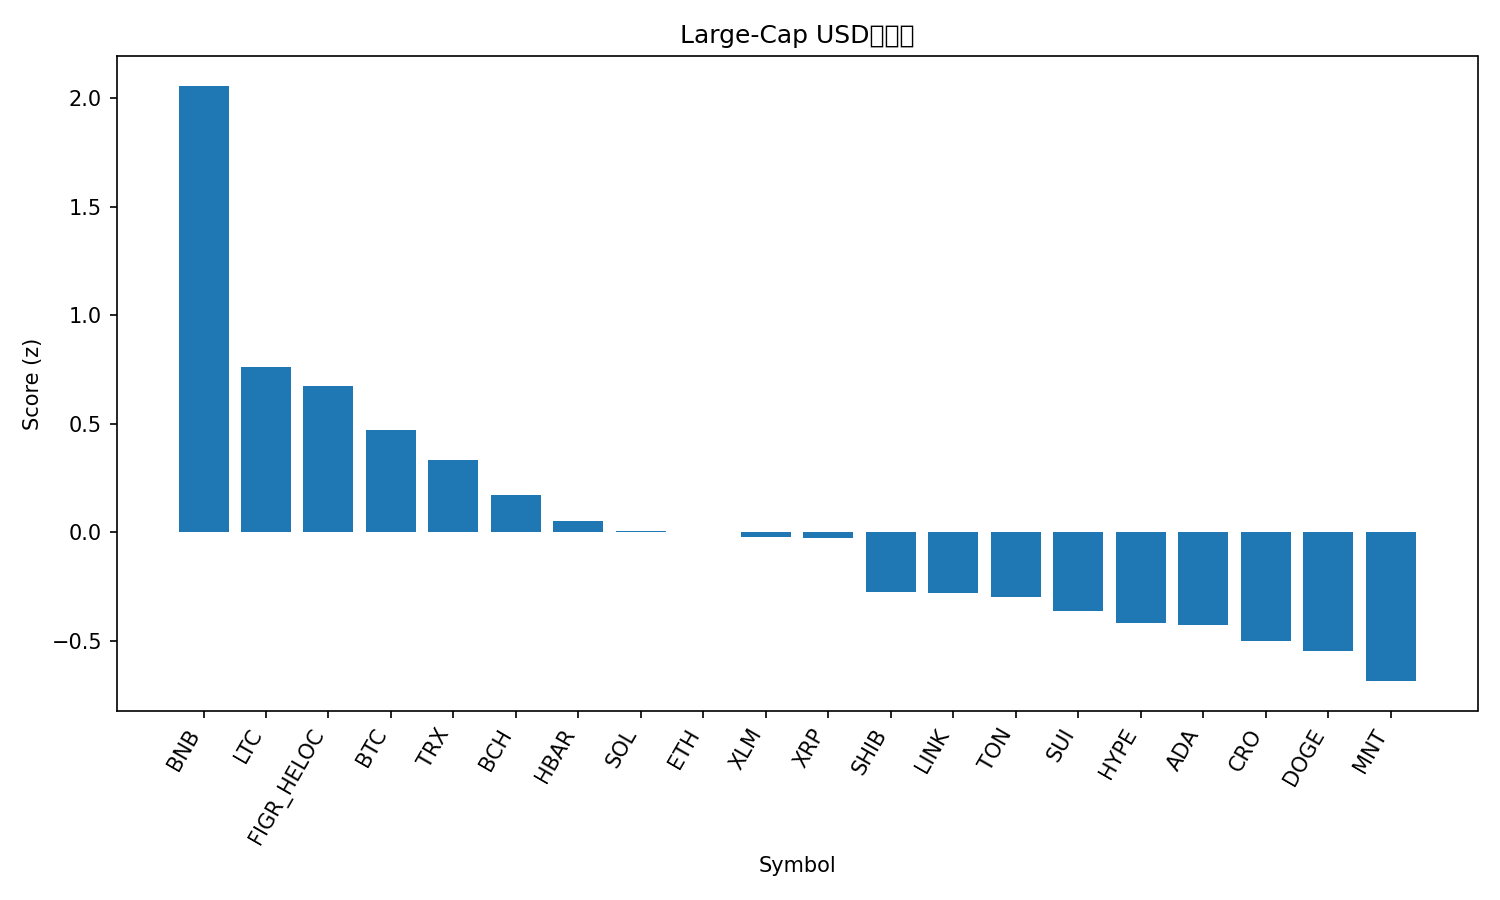 Large-Cap USD
2.0
1.5
1.0
0.5
0.0
−0.5
Score (z)
BNB
LTC
FIGR_HELOC
BTC
TRX
BCH
HBAR
SOL
ETH
XLM
XRP
SHIB
LINK
TON
SUI
HYPE
ADA
CRO
DOGE
MNT
Symbol